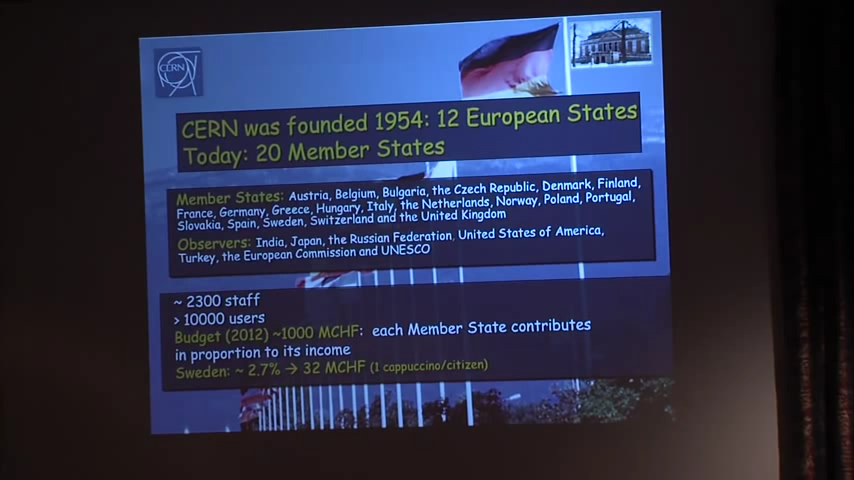 CERN
CERN was founded 1954: 12 European States
Today: 20 Member States
Member States: Austria, Belgium, Bulgaria, the Czech Republic, Denmark, Finland,
France, Germany, Greece, Hungary, Italy, the Netherlands, Norway, Poland, Portugal,
Slovakia, Spain, Sweden, Switzerland and the United Kingdom
Observers: India, Japan, the Russian Federation, United States of America,
Turkey, the European Commission and UNESCO
~ 2300 staff
> 10000 users
Budget (2012) ~1000 MCHF: each Member State contributes
in proportion to its income
Sweden: ~ 2.7% → 32 MCHF (1 cappuccino/citizen)